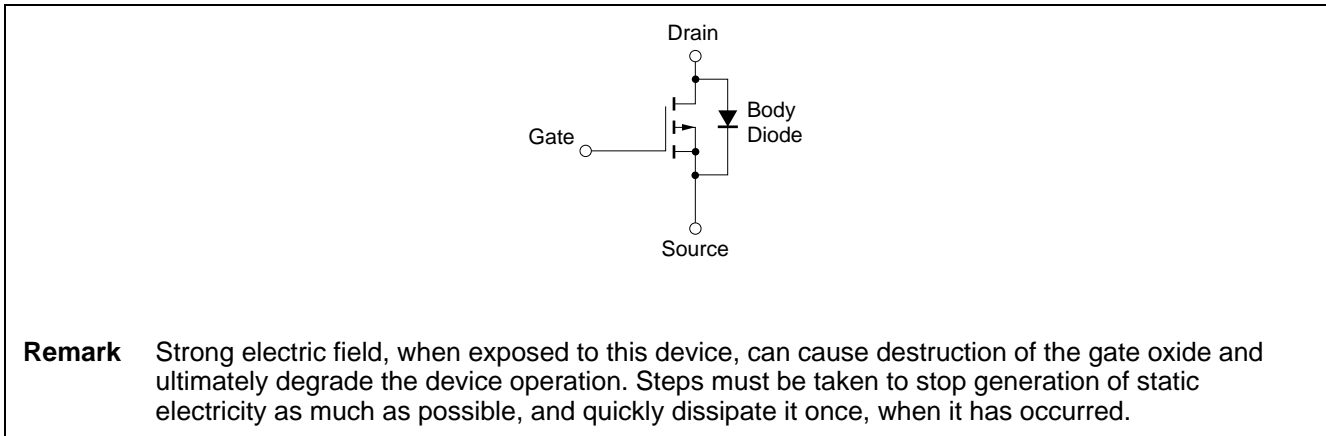 Drain
Body
Diode
Gate
Source
Remark Strong electric field, when exposed to this device, can cause destruction of the gate oxide and
ultimately degrade the device operation. Steps must be taken to stop generation of static
electricity as much as possible, and quickly dissipate it once, when it has occurred.